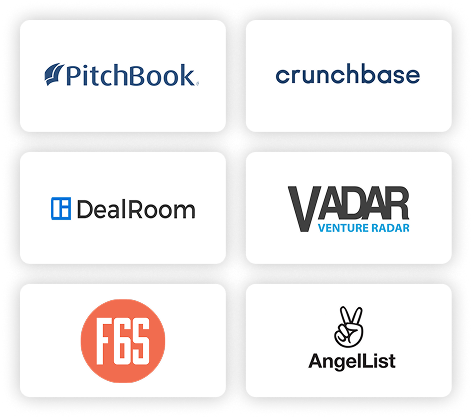 PitchBook®
crunchbase
DealRoom
VADAR
VENTURE RADAR
F6S
AngelList